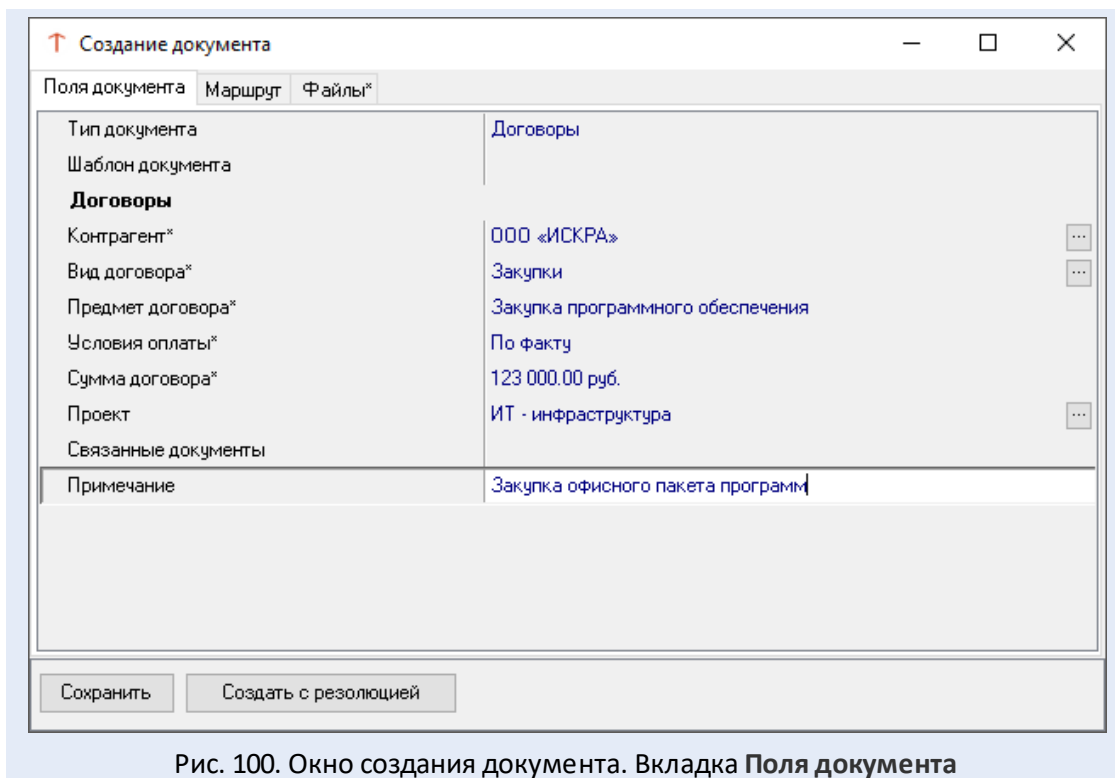 Создание документа
Поля документа Маршрут Файлы*
Тип документа Договоры
Шаблон документа
Договоры
Контрагент* ООО «ИСКРА» ...
Вид договора* Закупки ...
Предмет договора* Закупка программного обеспечения
Условия оплаты* По факту
Сумма договора* 123 000.00 руб.
Проект ИТ - инфраструктура ...
Связанные документы
Примечание Закупка офисного пакета программ
Сохранить Создать с резолюцией
Рис. 100. Окно создания документа. Вкладка Поля документа